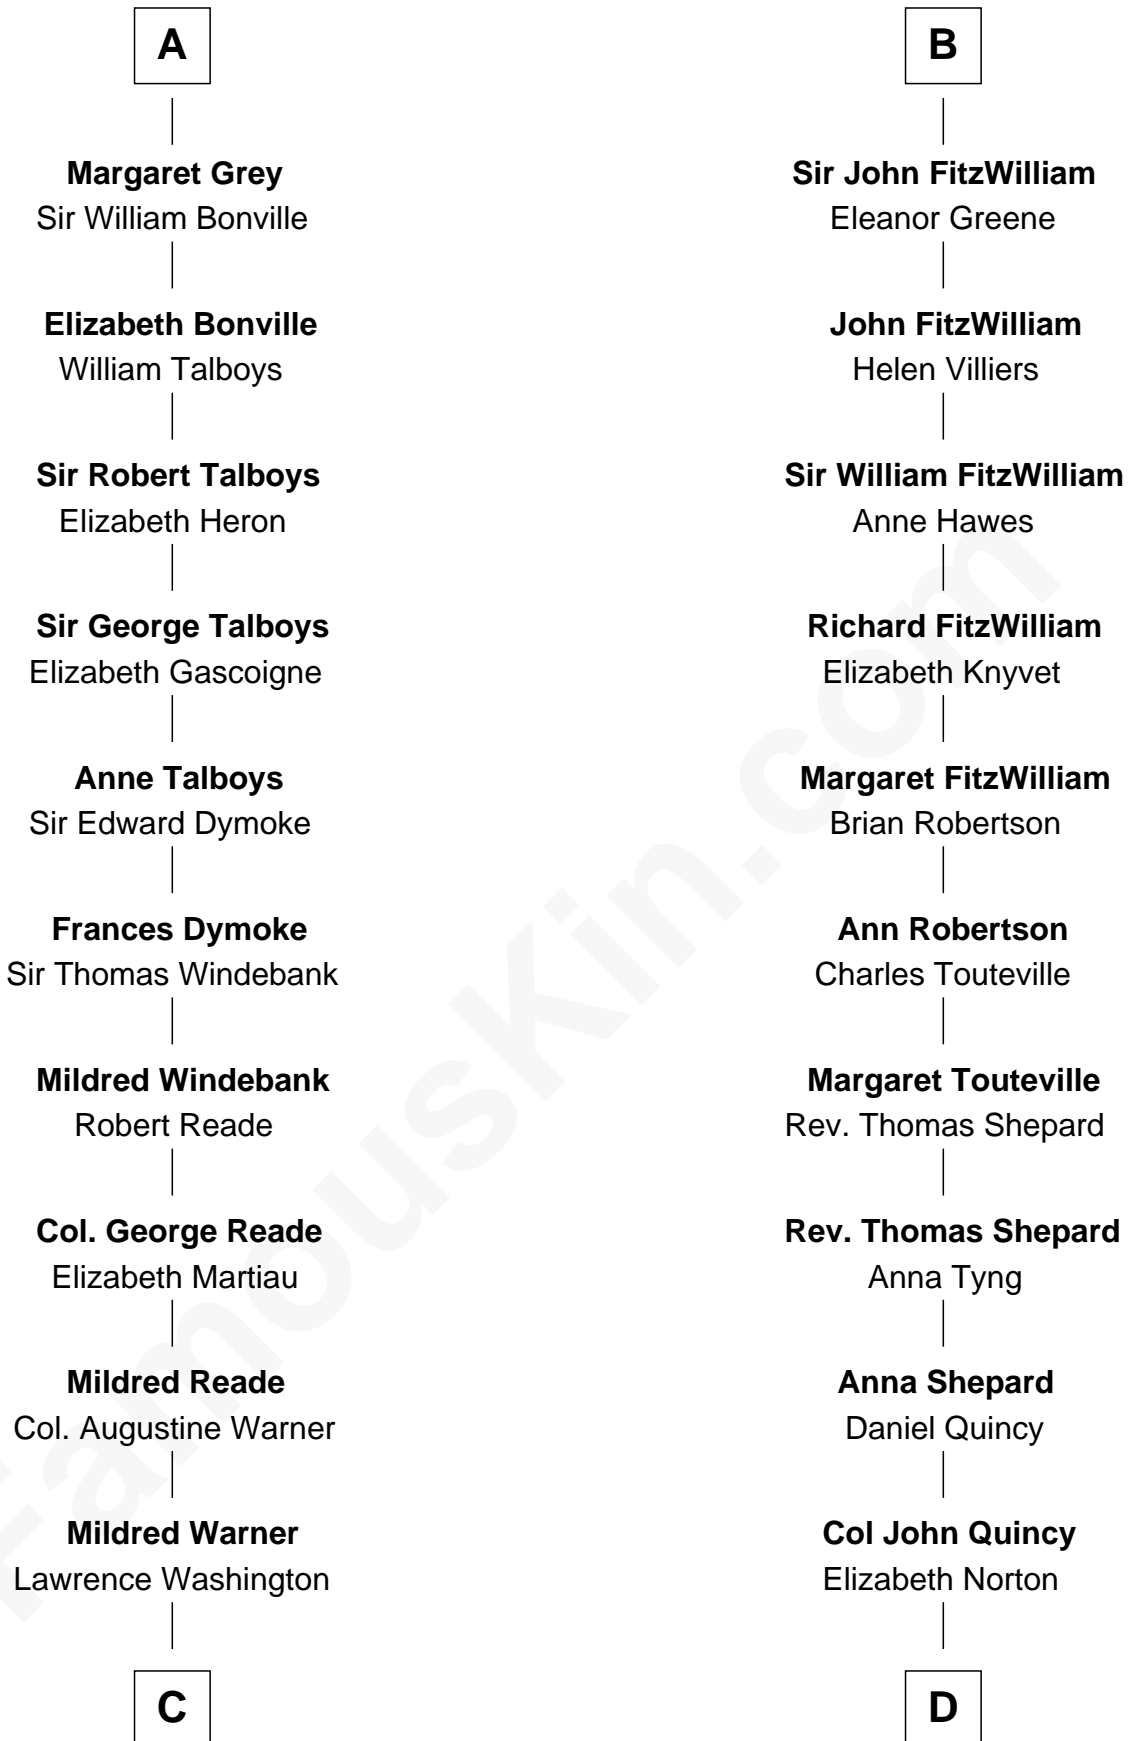 A
Margaret Grey
Sir William Bonville
Elizabeth Bonville
William Talboys
Sir Robert Talboys
Elizabeth Heron
Sir George Talboys
Elizabeth Gascoigne
Anne Talboys
Sir Edward Dymoke
Frances Dymoke
Sir Thomas Windebank
Mildred Windebank
Robert Reade
Col. George Reade
Elizabeth Martiau
Mildred Reade
Col. Augustine Warner
Mildred Warner
Lawrence Washington
C
B
Sir John FitzWilliam
Eleanor Greene
John FitzWilliam
Helen Villiers
Sir William FitzWilliam
Anne Hawes
Richard FitzWilliam
Elizabeth Knyvet
Margaret FitzWilliam
Brian Robertson
Ann Robertson
Charles Touteville
Margaret Touteville
Rev. Thomas Shepard
Rev. Thomas Shepard
Anna Tyng
Anna Shepard
Daniel Quincy
Col John Quincy
Elizabeth Norton
D
FamousKin.com